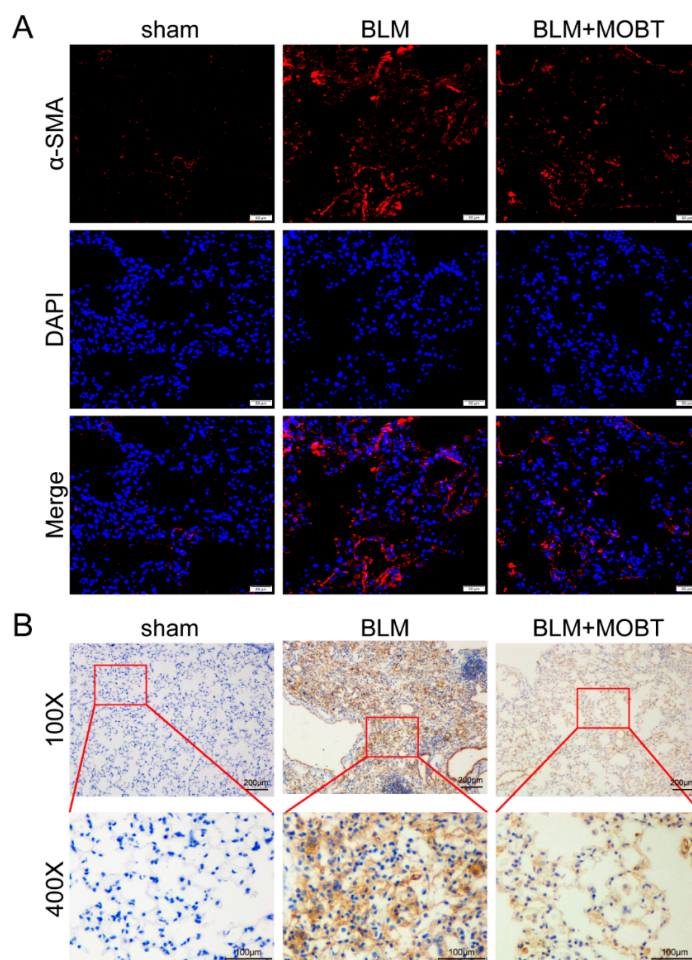 A
sham BLM BLM+MOBT
α-SMA
DAPI
Merge
B
sham BLM BLM+MOBT
100X
200μm 200μm 200μm
400X
100μm 100μm 100μm